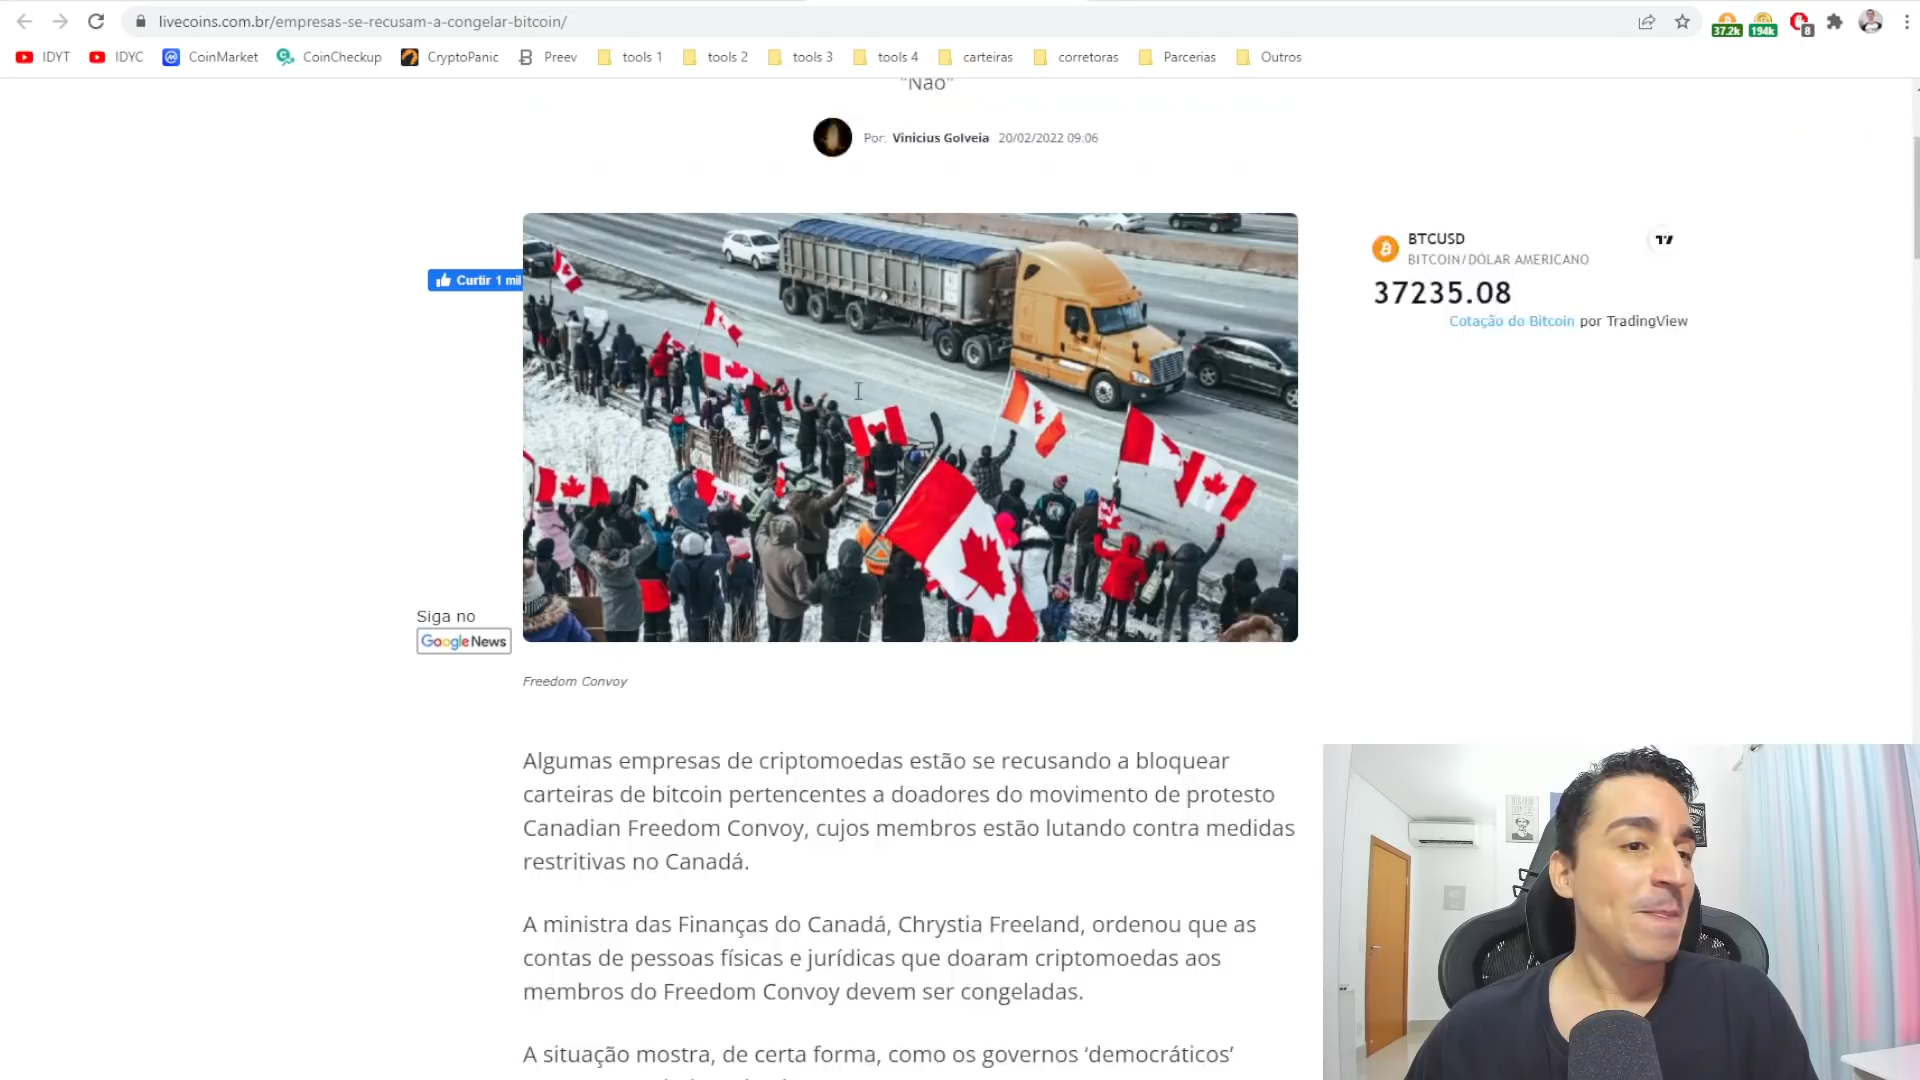 livecoins.com.br/empresas-se-recusam-a-congelar-bitcoin/
37.2k 194k 8
IDYT IDYC CoinMarket CoinCheckup CryptoPanic Preev tools 1 tools 2 tools 3 tools 4 carteiras corretoras Parcerias Outros
"Não"
Por: Vinicius Golveia 20/02/2022 09:06
Curtir 1 mil
BTCUSD
BITCOIN/DÓLAR AMERICANO
37235.08
Cotação do Bitcoin por TradingView
Siga no
Google News
Freedom Convoy
Algumas empresas de criptomoedas estão se recusando a bloquear
carteiras de bitcoin pertencentes a doadores do movimento de protesto
Canadian Freedom Convoy, cujos membros estão lutando contra medidas
restritivas no Canadá.
A ministra das Finanças do Canadá, Chrystia Freeland, ordenou que as
contas de pessoas físicas e jurídicas que doaram criptomoedas aos
membros do Freedom Convoy devem ser congeladas.
A situação mostra, de certa forma, como os governos ‘democráticos’